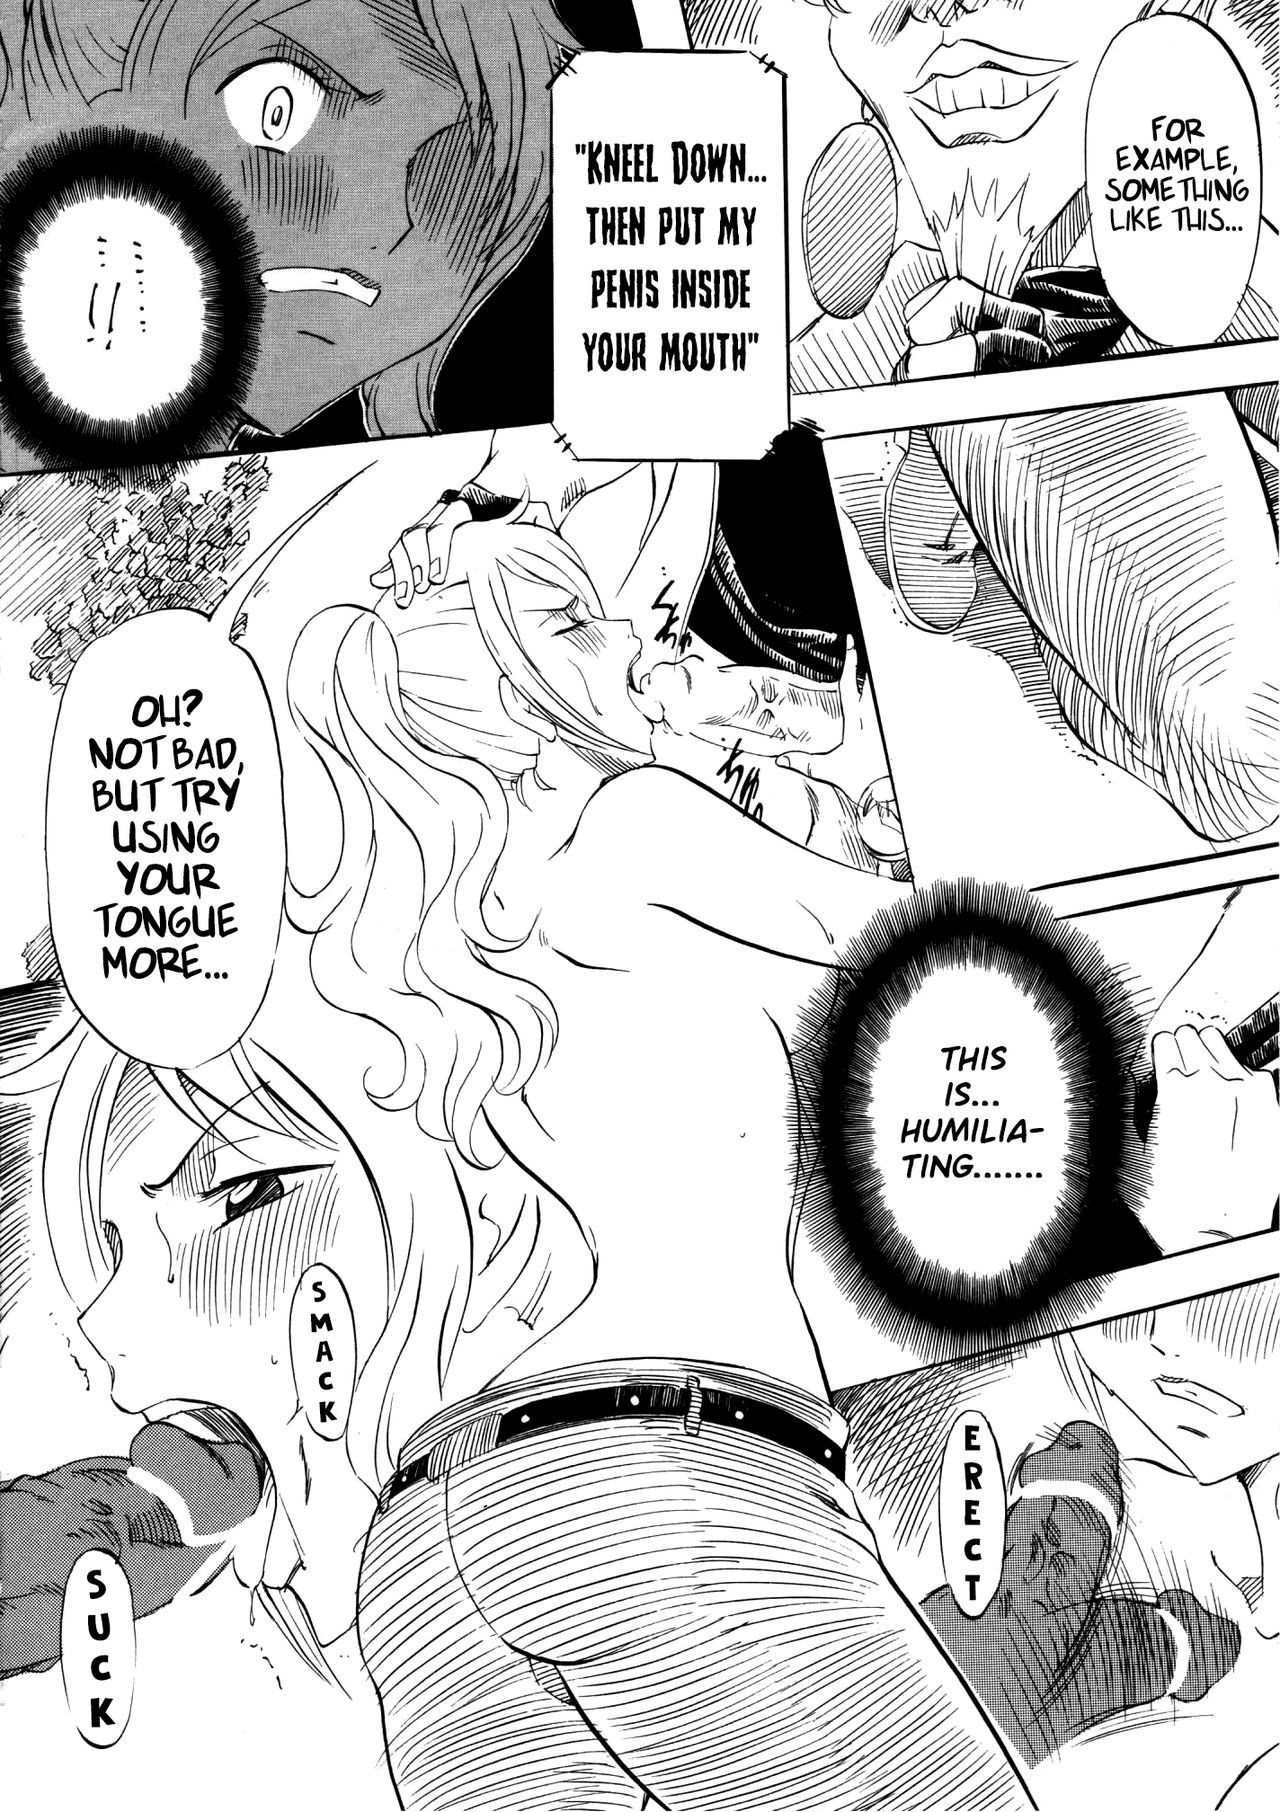 FOR
EXAMPLE,
SOMETHING
LIKE THIS...
"KNEEL DOWN...
THEN PUT MY
PENIS INSIDE
YOUR MOUTH"
......!!
THIS
IS...
HUMILIA-
TING.......
ERECT
OH?
NOT BAD,
BUT TRY
USING
YOUR
TONGUE
MORE...
SMACK
SUCK